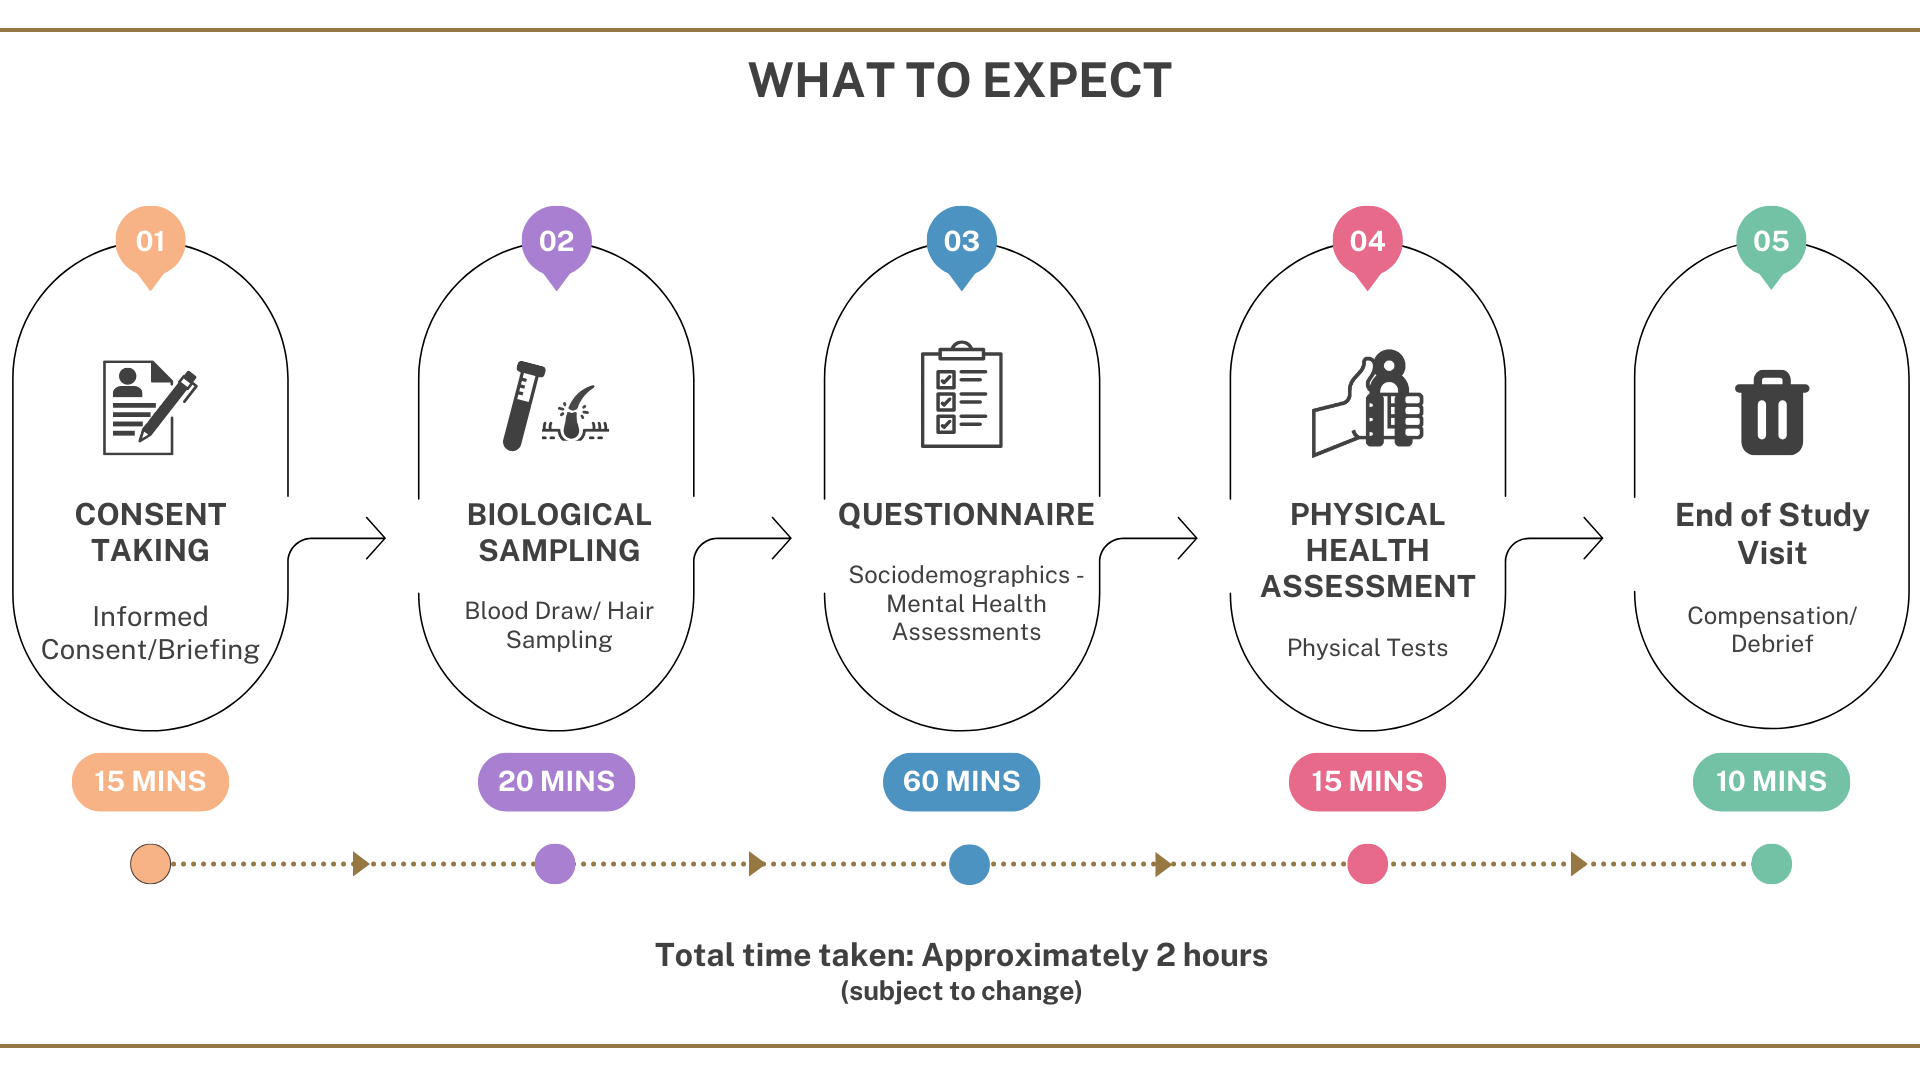 WHAT TO EXPECT
01
CONSENT
TAKING
Informed
Consent/Briefing
15 MINS
02
BIOLOGICAL
SAMPLING
Blood Draw/ Hair
Sampling
20 MINS
03
QUESTIONNAIRE
Sociodemographics -
Mental Health
Assessments
60 MINS
04
PHYSICAL
HEALTH
ASSESSMENT
Physical Tests
15 MINS
05
End of Study
Visit
Compensation/
Debrief
10 MINS
Total time taken: Approximately 2 hours
(subject to change)